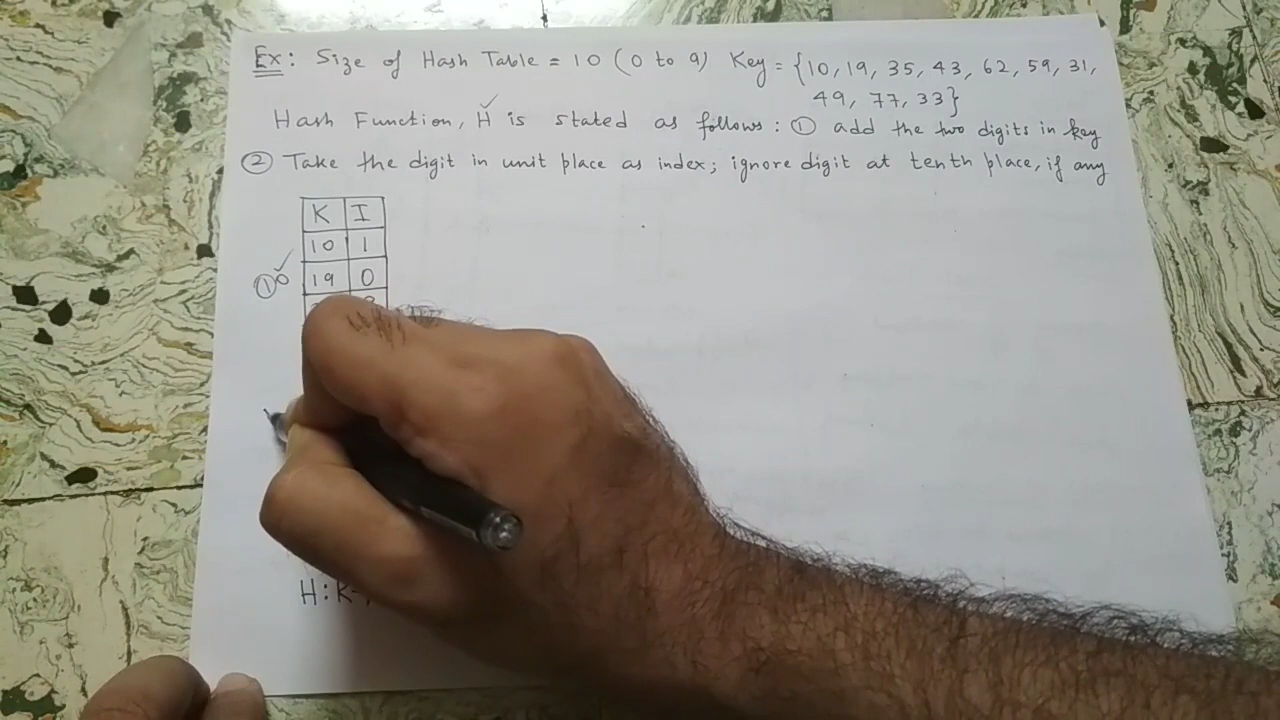 Ex: Size of Hash Table = 10 (0 to 9) Key = {10, 19, 35, 43, 62, 59, 31,
49, 77, 33}
Hash Function, H is stated as follows: ① add the two digits in key
② Take the digit in unit place as index; ignore digit at tenth place, if any
K I
10 1
①0 19 0
H: K